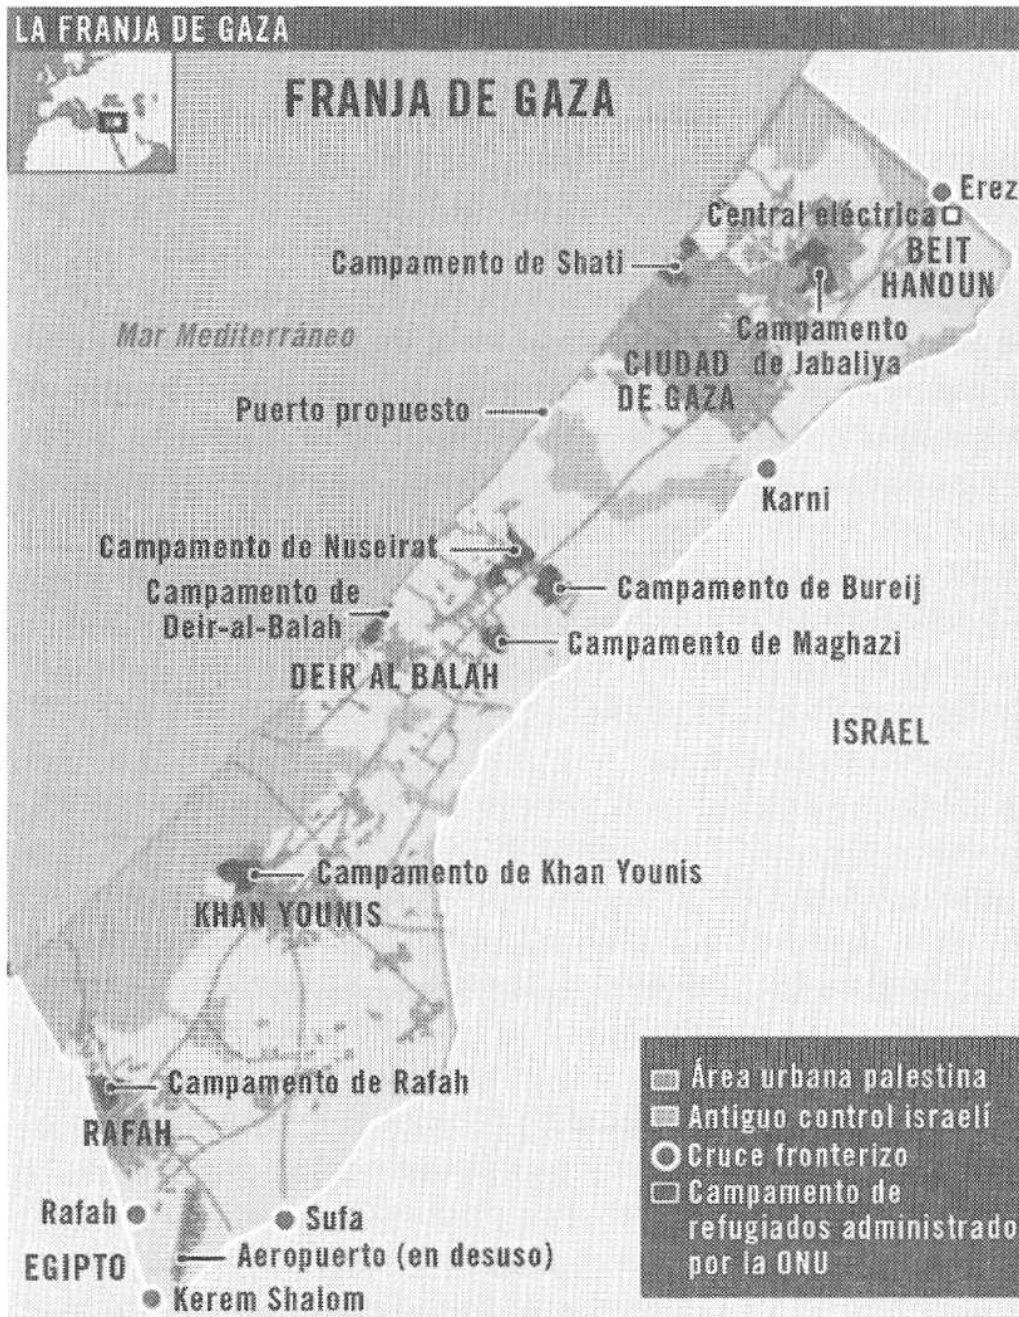 LA FRANJA DE GAZA
FRANJA DE GAZA
Erez
Central eléctrica
BEIT
HANOUN
Campamento de Shati
Mar Mediterráneo
Campamento
de Jabaliya
CIUDAD
DE GAZA
Puerto propuesto
Karni
Campamento de Nuseirat
Campamento de
Deir-al-Balah
Campamento de Bureij
Campamento de Maghazi
DEIR AL BALAH
ISRAEL
Campamento de Khan Younis
KHAN YOUNIS
Campamento de Rafah
RAFAH
Rafah
Sufa
EGIPTO
Aeropuerto (en desuso)
Kerem Shalom
Área urbana palestina
Antiguo control israelí
Cruce fronterizo
Campamento de
refugiados administrado
por la ONU